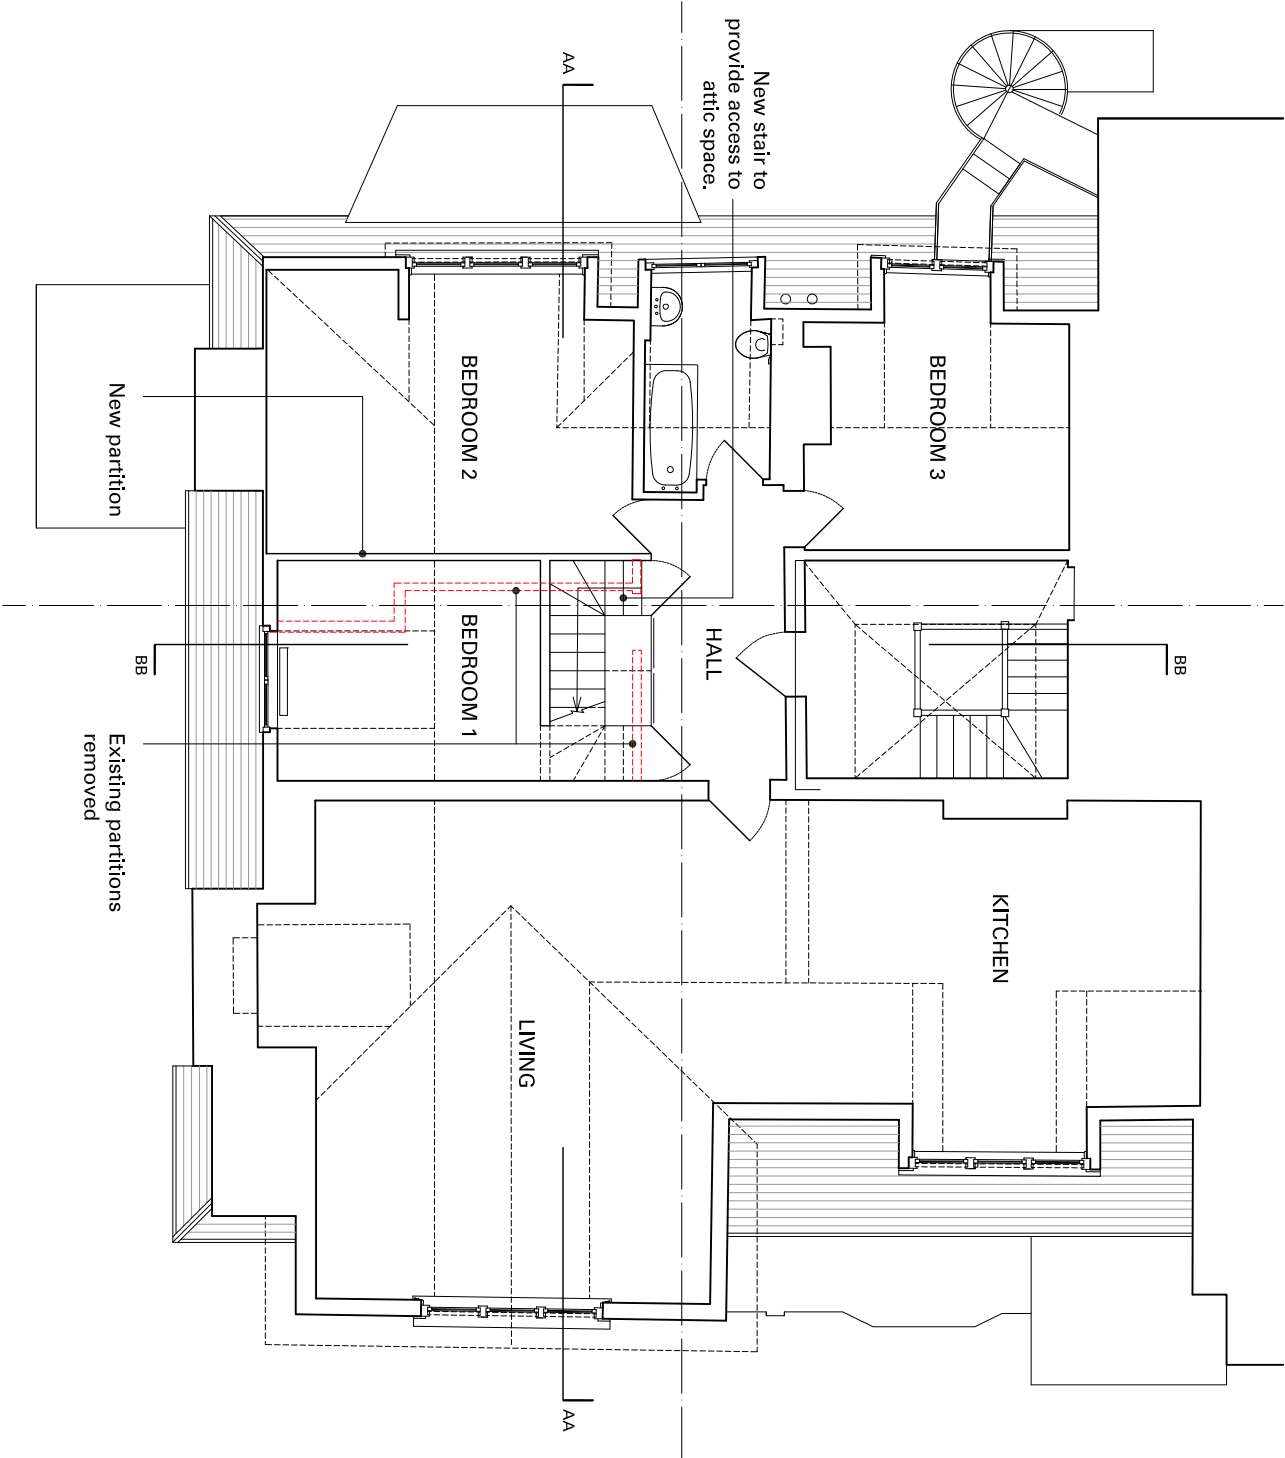 AA
New stair to
provide access to
attic space.
BEDROOM 2
BEDROOM 3
New partition
BEDROOM 1
HALL
BB
BB
Existing partitions
removed
KITCHEN
LIVING
AA